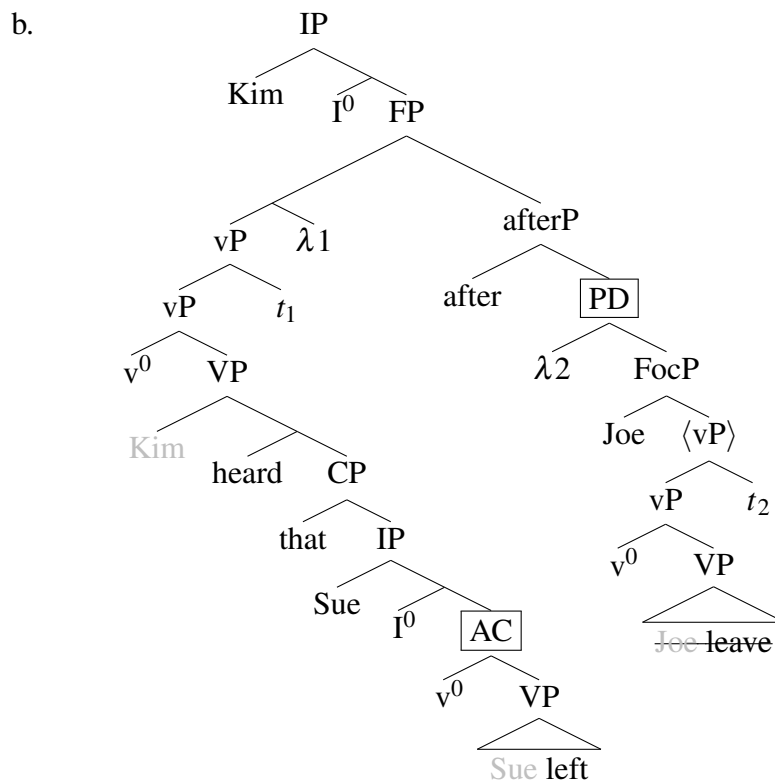 b.
IP
Kim
I⁰ FP
vP λ1 afterP
vP t₁ after PD
v⁰ VP λ2 FocP
Kim heard CP Joe ⟨vP⟩
that IP vP t₂
Sue I⁰ AC v⁰ VP
v⁰ VP Joe leave
Sue left